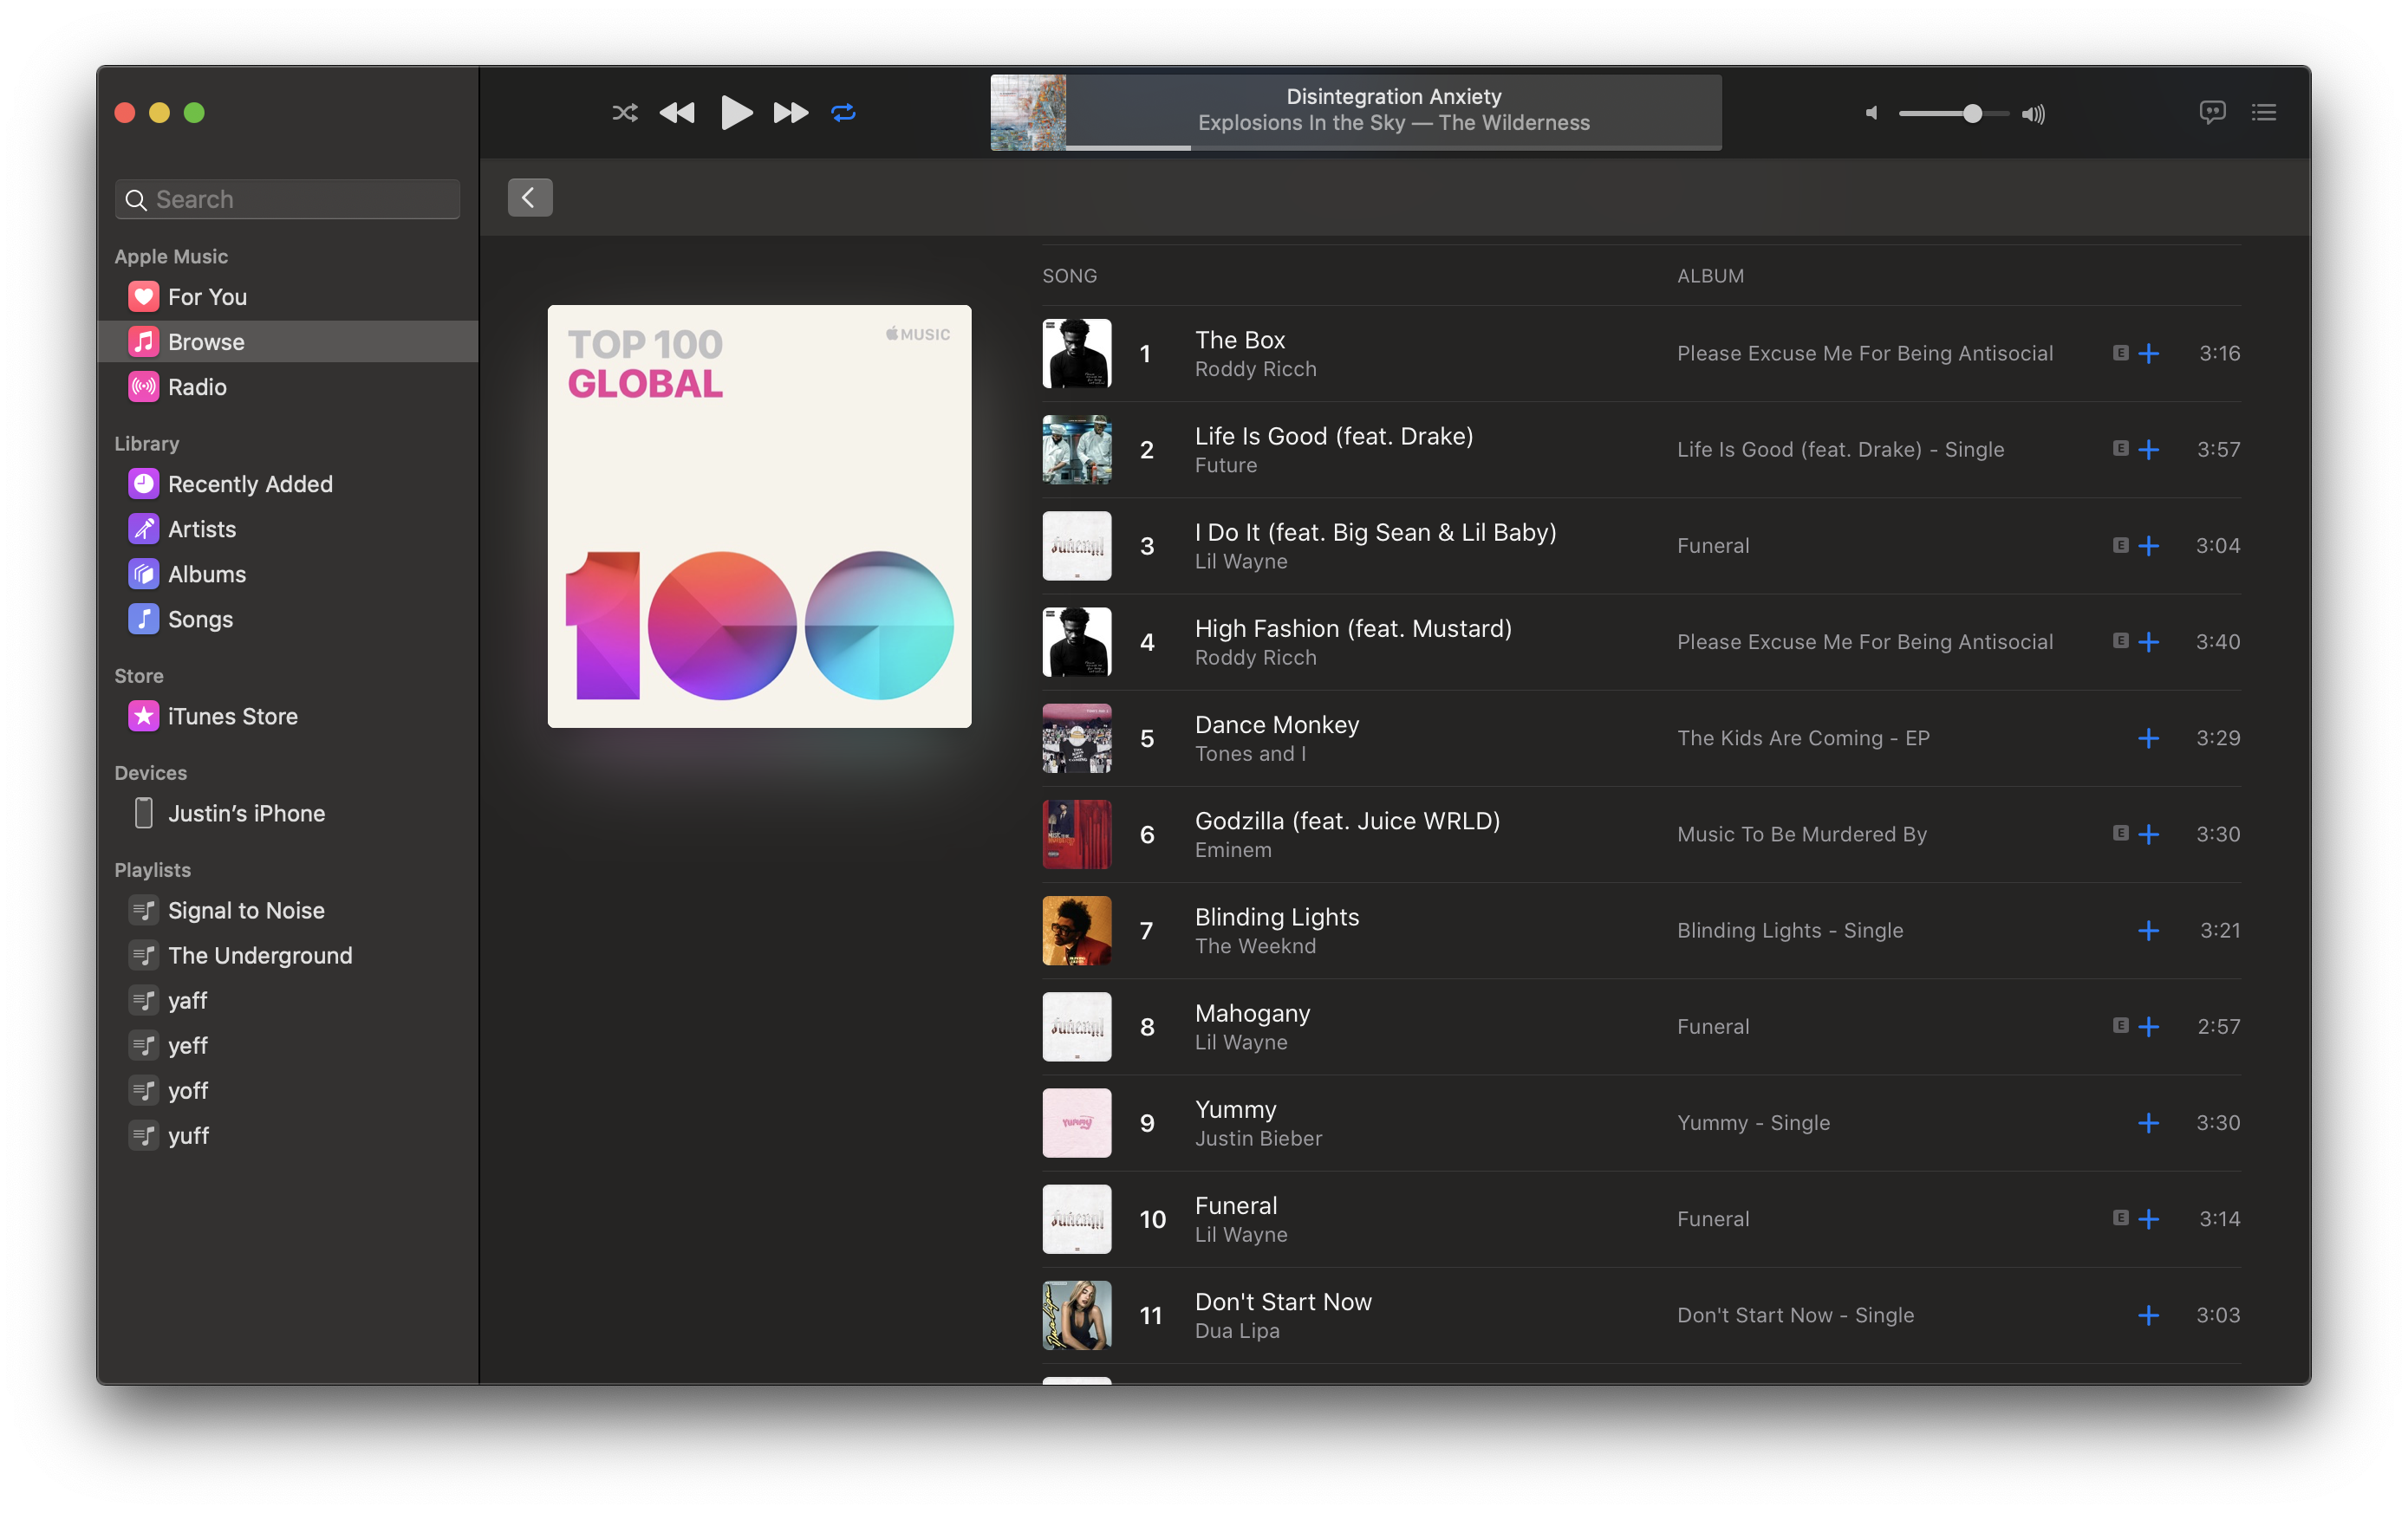 Disintegration Anxiety
Explosions In the Sky — The Wilderness
Search
Apple Music
For You
Browse
Radio
Library
Recently Added
Artists
Albums
Songs
Store
iTunes Store
Devices
Justin’s iPhone
Playlists
Signal to Noise
The Underground
yaff
yeff
yoff
yuff
TOP 100
GLOBAL
MUSIC
100
SONG ALBUM
1 The Box Please Excuse Me For Being Antisocial E 3:16
Roddy Ricch
2 Life Is Good (feat. Drake) Life Is Good (feat. Drake) - Single E 3:57
Future
funeral
3 I Do It (feat. Big Sean & Lil Baby) Funeral E 3:04
Lil Wayne
4 High Fashion (feat. Mustard) Please Excuse Me For Being Antisocial E 3:40
Roddy Ricch
5 Dance Monkey The Kids Are Coming - EP 3:29
Tones and I
6 Godzilla (feat. Juice WRLD) Music To Be Murdered By E 3:30
Eminem
7 Blinding Lights Blinding Lights - Single 3:21
The Weeknd
funeral
8 Mahogany Funeral E 2:57
Lil Wayne
yummy
9 Yummy Yummy - Single 3:30
Justin Bieber
funeral
10 Funeral Funeral E 3:14
Lil Wayne
Dua Lipa
11 Don't Start Now Don't Start Now - Single 3:03
Dua Lipa